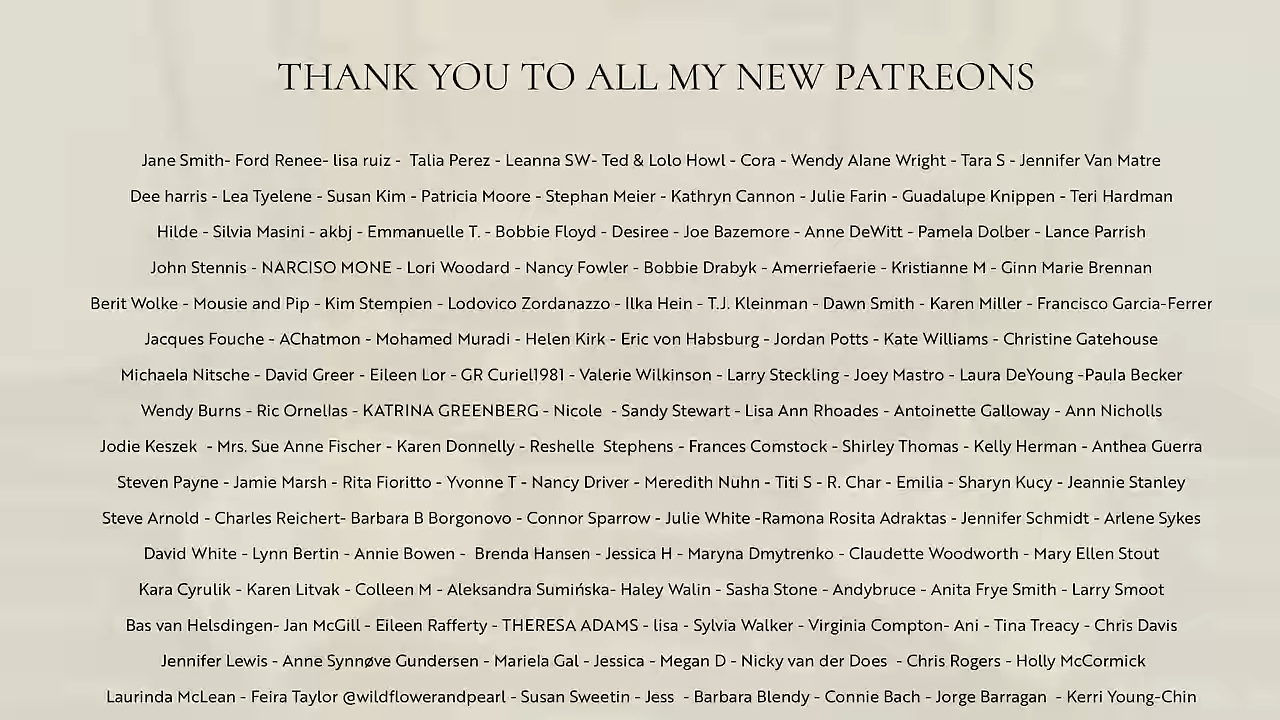 THANK YOU TO ALL MY NEW PATREONS
Jane Smith- Ford Renee- lisa ruiz -  Talia Perez - Leanna SW- Ted & Lolo Howl - Cora - Wendy Alane Wright - Tara S - Jennifer Van Matre
Dee harris - Lea Tyelene - Susan Kim - Patricia Moore - Stephan Meier - Kathryn Cannon - Julie Farin - Guadalupe Knippen - Teri Hardman
Hilde - Silvia Masini - akbj - Emmanuelle T. - Bobbie Floyd - Desiree - Joe Bazemore - Anne DeWitt - Pamela Dolber - Lance Parrish
John Stennis - NARCISO MONE - Lori Woodard - Nancy Fowler - Bobbie Drabyk - Amerriefaerie - Kristianne M - Ginn Marie Brennan
Berit Wolke - Mousie and Pip - Kim Stempien - Lodovico Zordanazzo - Ilka Hein - T.J. Kleinman - Dawn Smith - Karen Miller - Francisco Garcia-Ferrer
Jacques Fouche - AChatmon - Mohamed Muradi - Helen Kirk - Eric von Habsburg - Jordan Potts - Kate Williams - Christine Gatehouse
Michaela Nitsche - David Greer - Eileen Lor - GR Curiel1981 - Valerie Wilkinson - Larry Steckling - Joey Mastro - Laura DeYoung -Paula Becker
Wendy Burns - Ric Ornellas - KATRINA GREENBERG - Nicole  - Sandy Stewart - Lisa Ann Rhoades - Antoinette Galloway - Ann Nicholls
Jodie Keszek  - Mrs. Sue Anne Fischer - Karen Donnelly - Reshelle  Stephens - Frances Comstock - Shirley Thomas - Kelly Herman - Anthea Guerra
Steven Payne - Jamie Marsh - Rita Fioritto - Yvonne T - Nancy Driver - Meredith Nuhn - Titi S - R. Char - Emilia - Sharyn Kucy - Jeannie Stanley
Steve Arnold - Charles Reichert- Barbara B Borgonovo - Connor Sparrow - Julie White -Ramona Rosita Adraktas - Jennifer Schmidt - Arlene Sykes
David White - Lynn Bertin - Annie Bowen -  Brenda Hansen - Jessica H - Maryna Dmytrenko - Claudette Woodworth - Mary Ellen Stout
Kara Cyrulik - Karen Litvak - Colleen M - Aleksandra Sumińska- Haley Walin - Sasha Stone - Andybruce - Anita Frye Smith - Larry Smoot
Bas van Helsdingen- Jan McGill - Eileen Rafferty - THERESA ADAMS - lisa - Sylvia Walker - Virginia Compton- Ani - Tina Treacy - Chris Davis
Jennifer Lewis - Anne Synnøve Gundersen - Mariela Gal - Jessica - Megan D - Nicky van der Does  - Chris Rogers - Holly McCormick
Laurinda McLean - Feira Taylor @wildflowerandpearl - Susan Sweetin - Jess  - Barbara Blendy - Connie Bach - Jorge Barragan  - Kerri Young-Chin